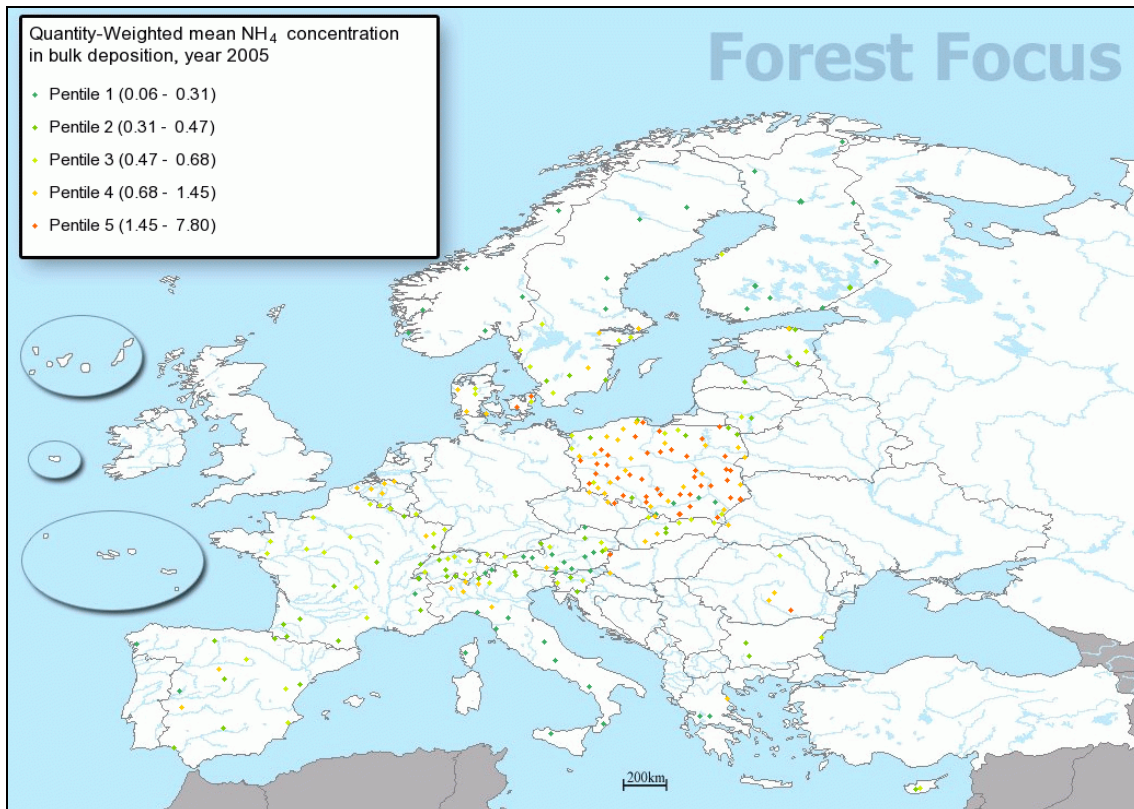 Quantity-Weighted mean NH4 concentration
in bulk deposition, year 2005
Pentile 1 (0.06 - 0.31)
Pentile 2 (0.31 - 0.47)
Pentile 3 (0.47 - 0.68)
Pentile 4 (0.68 - 1.45)
Pentile 5 (1.45 - 7.80)
Forest Focus
200km